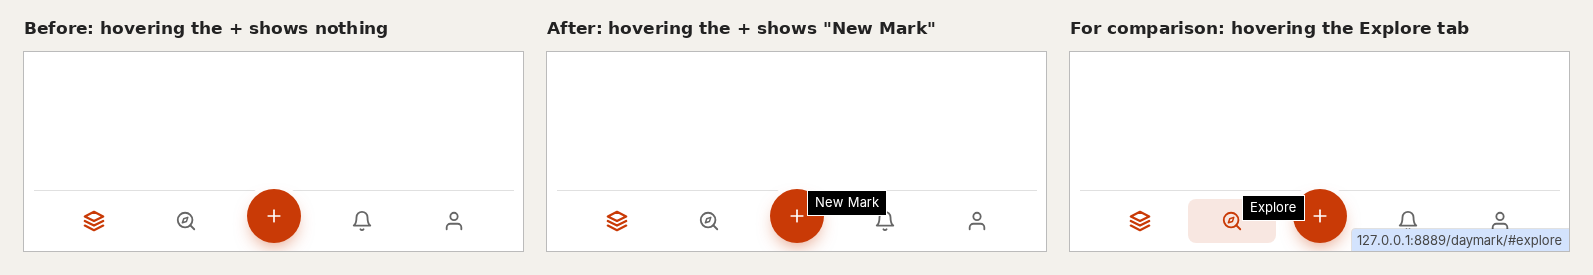 Before: hovering the + shows nothing
After: hovering the + shows "New Mark"
For comparison: hovering the Explore tab
New Mark
Explore
127.0.0.1:8889/daymark/#explore